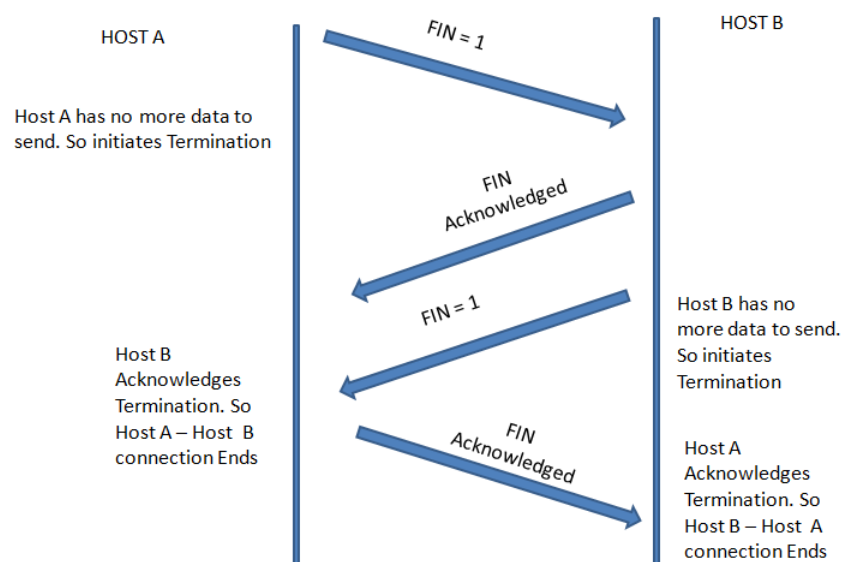 HOST A
FIN = 1
HOST B
Host A has no more data to
send. So initiates Termination
FIN
Acknowledged
FIN = 1
Host B has no
more data to send.
So initiates
Termination
Host B
Acknowledges
Termination. So
Host A – Host  B
connection Ends
FIN
Acknowledged
Host A
Acknowledges
Termination. So
Host B – Host  A
connection Ends